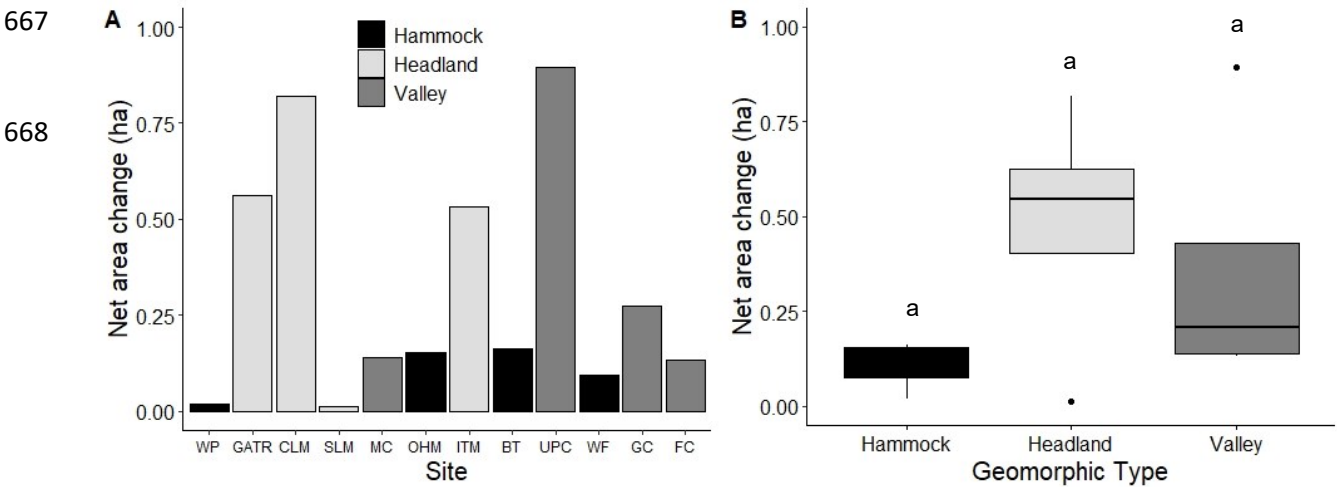 667
668
A
Hammock
Headland
Valley
1.00
0.75
0.50
0.25
0.00
Net area change (ha)
WP GATR CLM SLM MC OHM ITM BT UPC WF GC FC
Site
B
1.00
0.75
0.50
0.25
0.00
Net area change (ha)
a
a
a
Hammock Headland Valley
Geomorphic Type